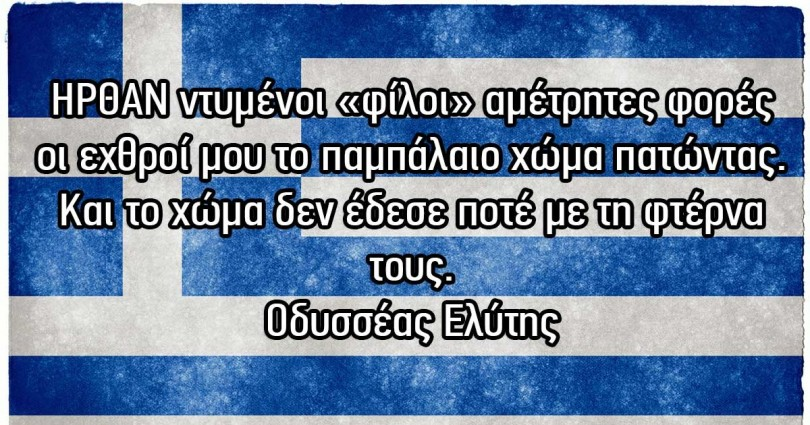 ΗΡΘΑΝ ντυμένοι «φίλοι» αμέτρητες φορές
οι εχθροί μου το παμπάλαιο χώμα πατώντας.
Και το χώμα δεν έδεσε ποτέ με τη φτέρνα
τους.
Οδυσσέας Ελύτης